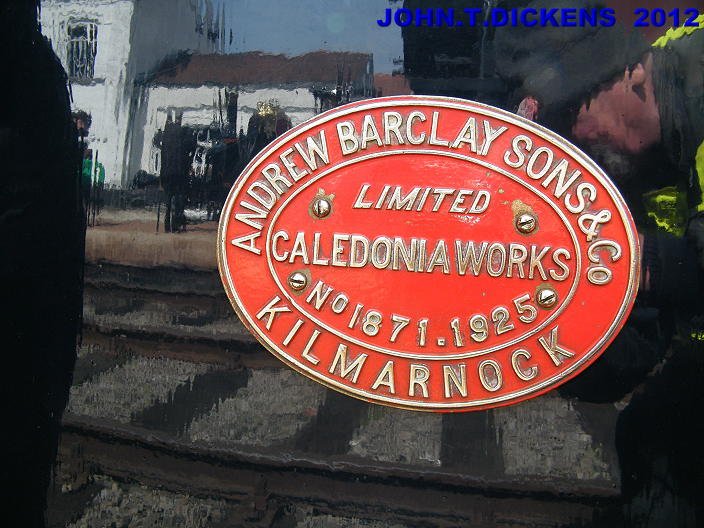 JOHN.T.DICKENS 2012
ANDREW BARCLAY SONS & Co
LIMITED
CALEDONIA WORKS
No 1871. 1925
KILMARNOCK